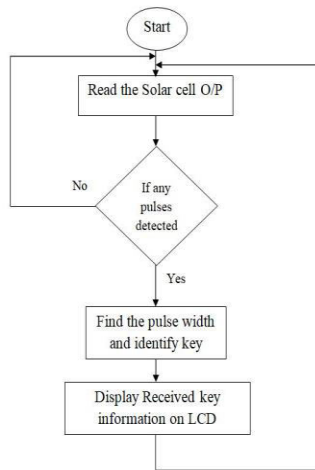 Start
Read the Solar cell O/P
No
If any
pulses
detected
Yes
Find the pulse width
and identify key
Display Received key
information on LCD